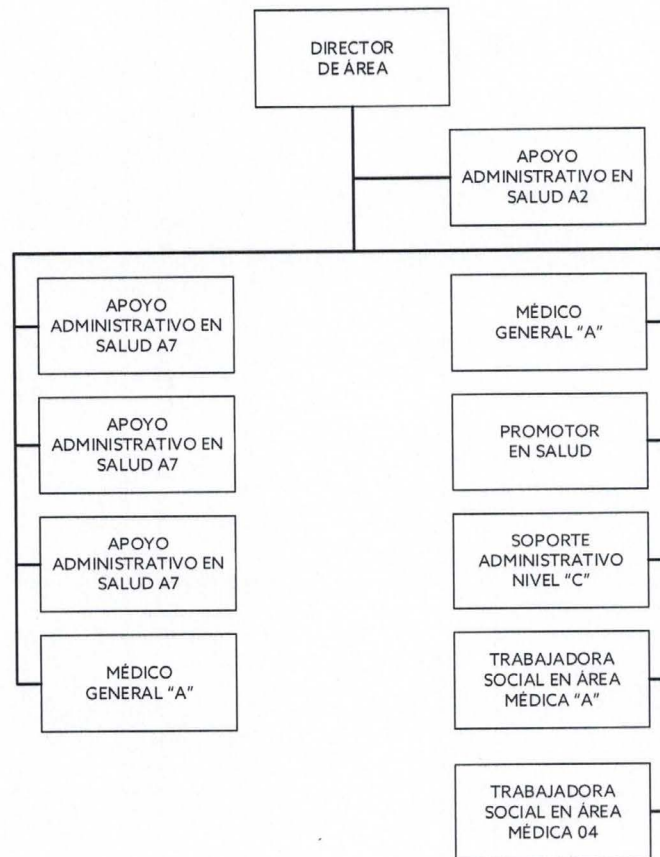 DIRECTOR
DE ÁREA
APOYO
ADMINISTRATIVO EN
SALUD A2
APOYO
ADMINISTRATIVO EN
SALUD A7
APOYO
ADMINISTRATIVO EN
SALUD A7
APOYO
ADMINISTRATIVO EN
SALUD A7
MÉDICO
GENERAL "A"
MÉDICO
GENERAL "A"
PROMOTOR
EN SALUD
SOPORTE
ADMINISTRATIVO
NIVEL "C"
TRABAJADORA
SOCIAL EN ÁREA
MÉDICA "A"
TRABAJADORA
SOCIAL EN ÁREA
MÉDICA 04